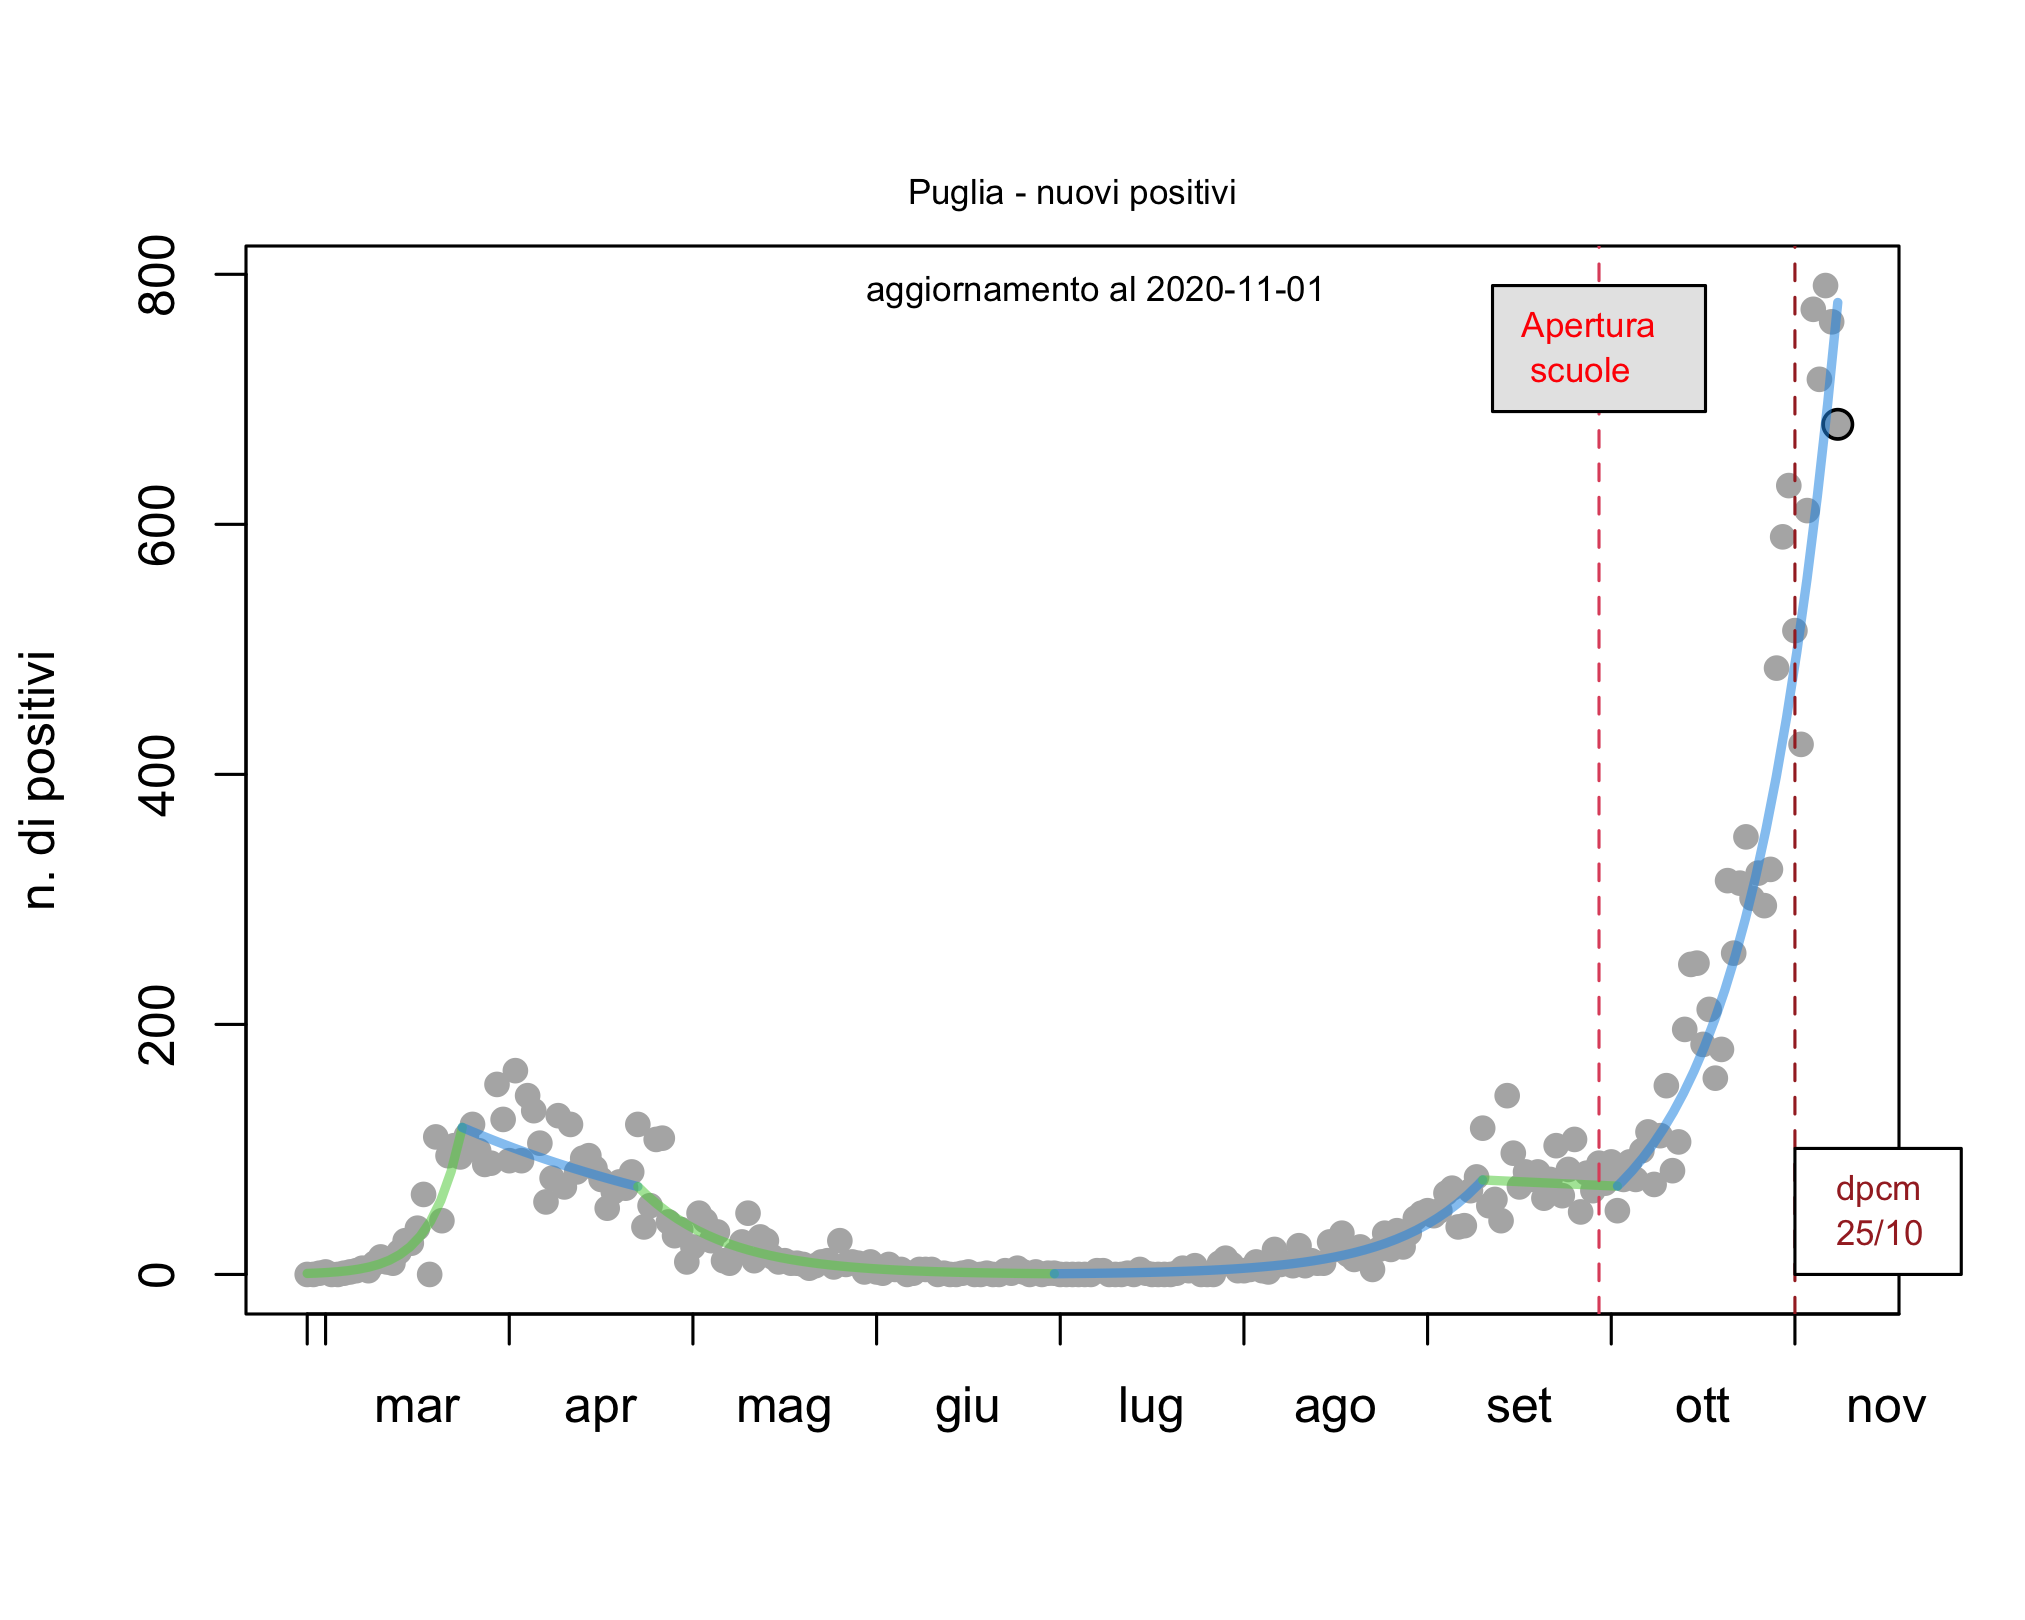 Puglia - nuovi positivi
aggiornamento al 2020-11-01
Apertura
scuole
dpcm
25/10
n. di positivi
800
600
400
200
0
mar apr mag giu lug ago set ott nov